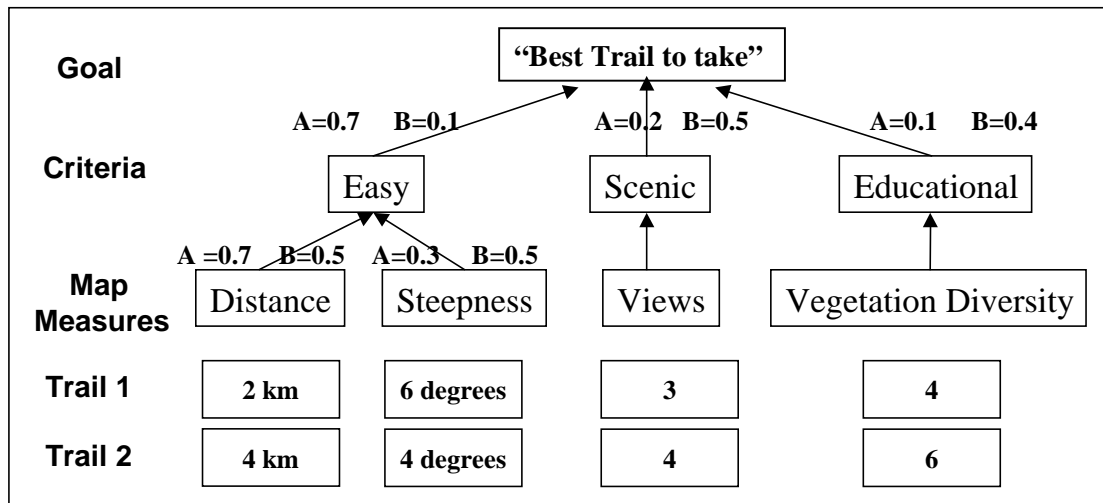 Goal
“Best Trail to take”
A=0.7 B=0.1 A=0.2 B=0.5 A=0.1 B=0.4
Criteria
Easy Scenic Educational
A =0.7 B=0.5 A=0.3 B=0.5
Map
Measures
Distance Steepness Views Vegetation Diversity
Trail 1 2 km 6 degrees 3 4
Trail 2 4 km 4 degrees 4 6